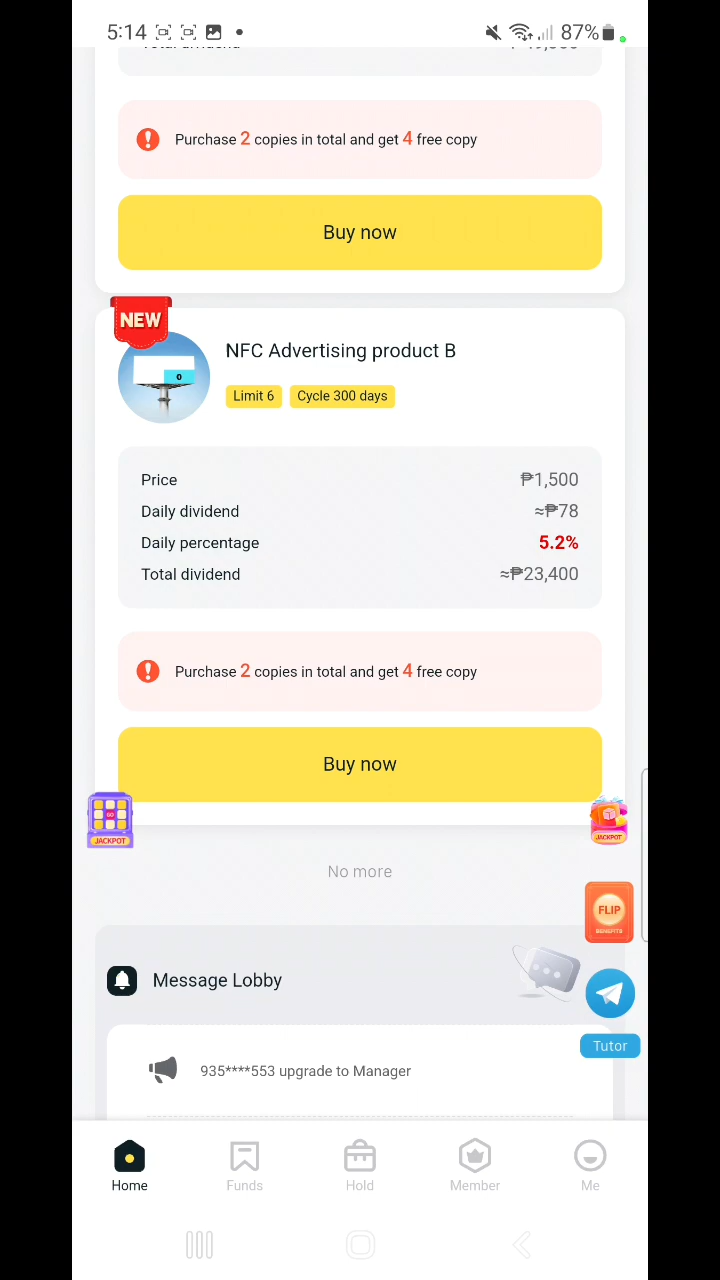 5:14
87%
Purchase 2 copies in total and get 4 free copy
Buy now
NEW
NFC Advertising product B
Limit 6
Cycle 300 days
Price ₱1,500
Daily dividend ≈₱78
Daily percentage 5.2%
Total dividend ≈₱23,400
Purchase 2 copies in total and get 4 free copy
Buy now
GO
JACKPOT
JACKPOT
No more
FLIP
BENEFITS
Message Lobby
Tutor
935****553 upgrade to Manager
Home
Funds
Hold
Member
Me